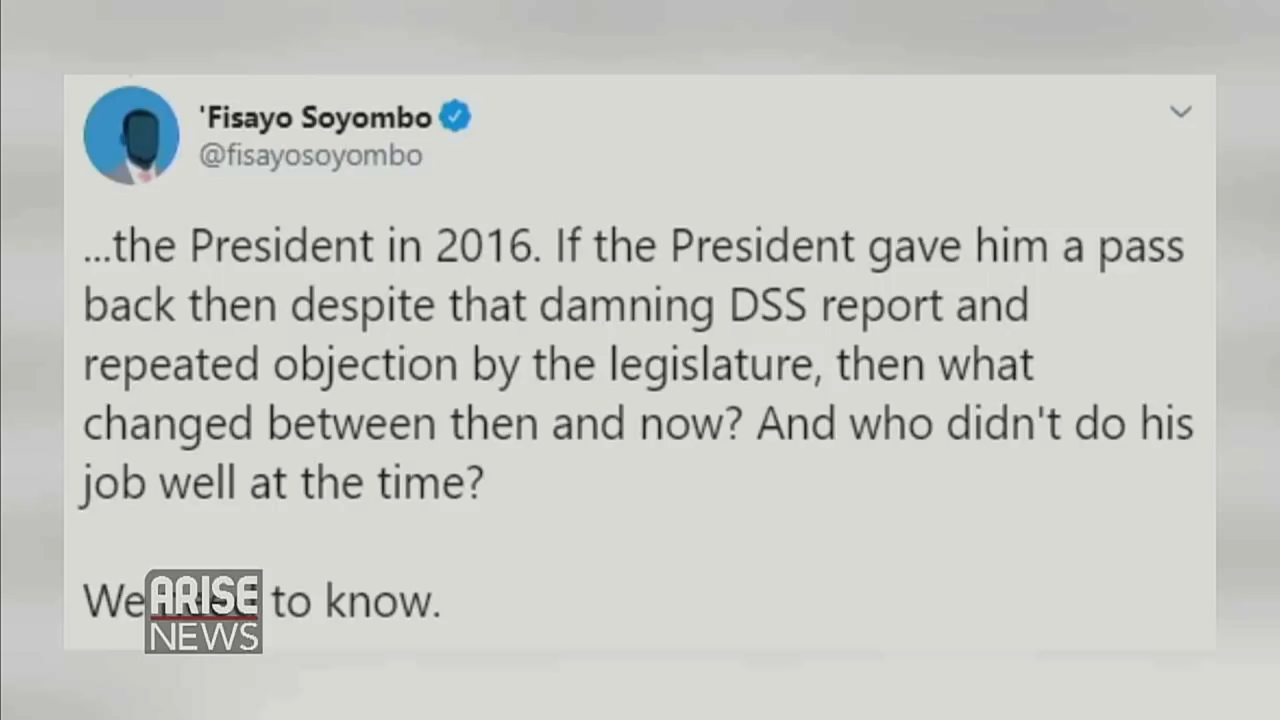 'Fisayo Soyombo
@fisayosoyombo
...the President in 2016. If the President gave him a pass
back then despite that damning DSS report and
repeated objection by the legislature, then what
changed between then and now? And who didn't do his
job well at the time?
We to know.
ARISE
NEWS